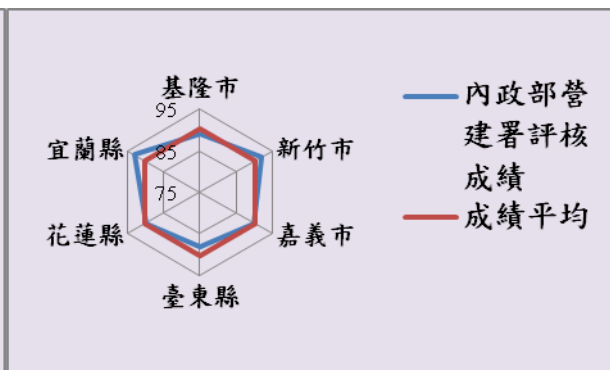 基隆市
95
宜蘭縣
85
新竹市
75
花蓮縣
嘉義市
臺東縣
內政部營
建署評核
成績
成績平均